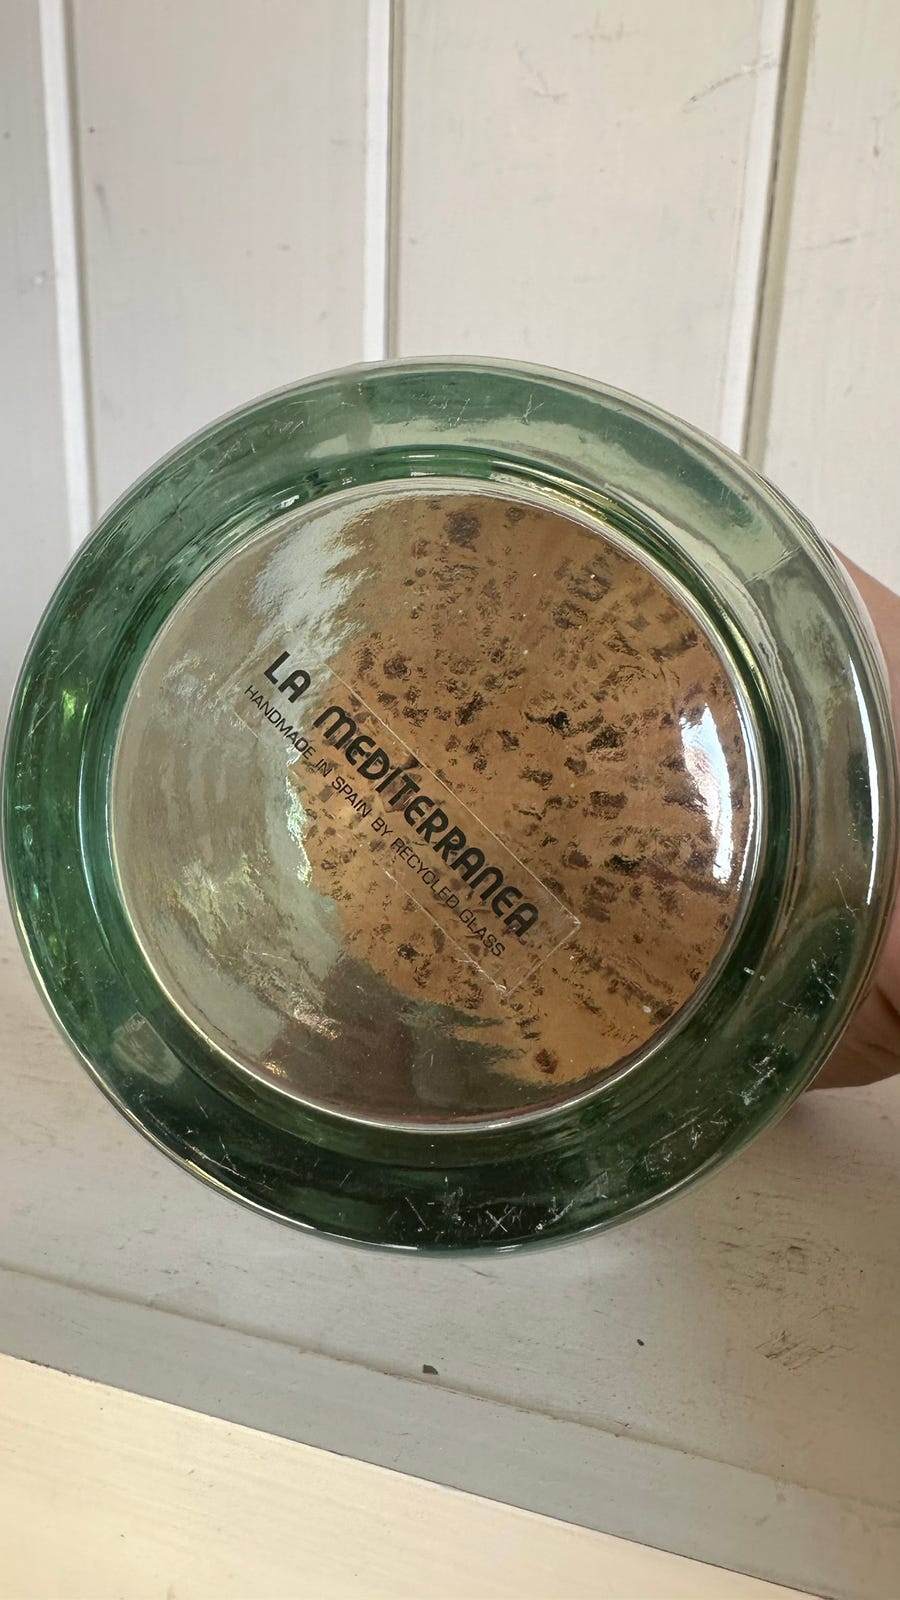 LA MEDITERRANEA
HANDMADE IN SPAIN BY RECYCLED GLASS